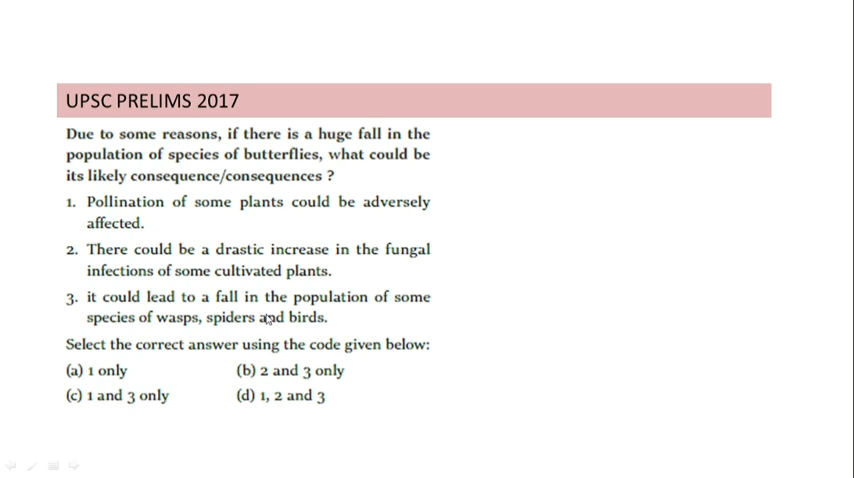 UPSC PRELIMS 2017
Due to some reasons, if there is a huge fall in the
population of species of butterflies, what could be
its likely consequence/consequences ?
1. Pollination of some plants could be adversely
affected.
2. There could be a drastic increase in the fungal
infections of some cultivated plants.
3. it could lead to a fall in the population of some
species of wasps, spiders and birds.
Select the correct answer using the code given below:
(a) 1 only (b) 2 and 3 only
(c) 1 and 3 only (d) 1, 2 and 3